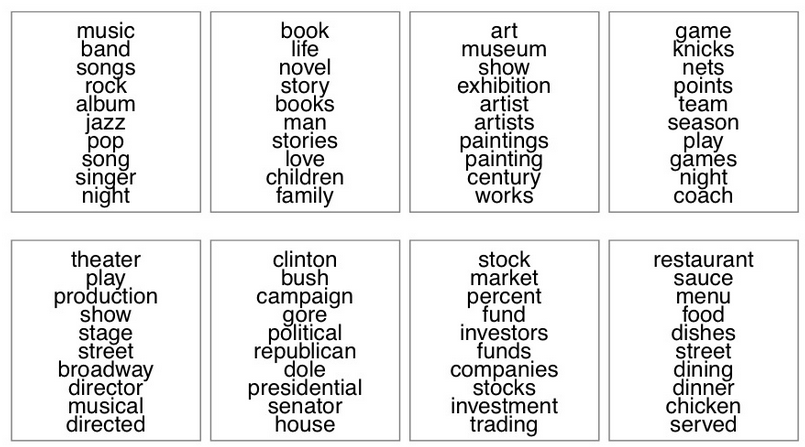 music
band
songs
rock
album
jazz
pop
song
singer
night
book
life
novel
story
books
man
stories
love
children
family
art
museum
show
exhibition
artist
artists
paintings
painting
century
works
game
knicks
nets
points
team
season
play
games
night
coach
theater
play
production
show
stage
street
broadway
director
musical
directed
clinton
bush
campaign
gore
political
republican
dole
presidential
senator
house
stock
market
percent
fund
investors
funds
companies
stocks
investment
trading
restaurant
sauce
menu
food
dishes
street
dining
dinner
chicken
served